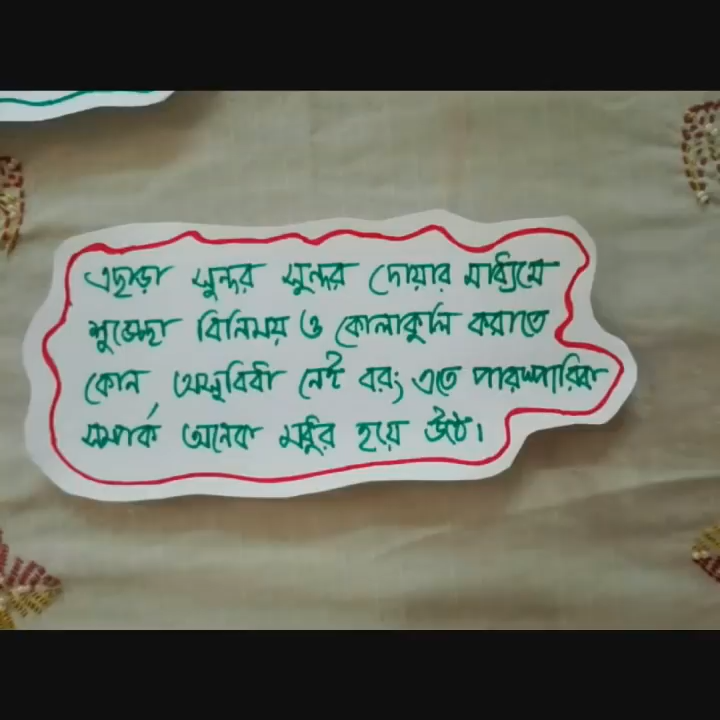 এছাড়া সুন্দর সুন্দর দোয়ার মাধ্যমে
শুভেচ্ছা বিনিময় ও কোলাকুলি করাতে
কোন অসুবিধা নেই বরং এতে পারস্পারিক
সম্পর্ক অনেক মধুর হয়ে উঠে।